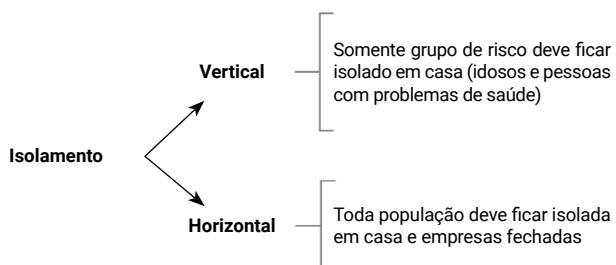 Vertical
Somente grupo de risco deve ficar
isolado em casa (idosos e pessoas
com problemas de saúde)
Isolamento
Horizontal
Toda população deve ficar isolada
em casa e empresas fechadas